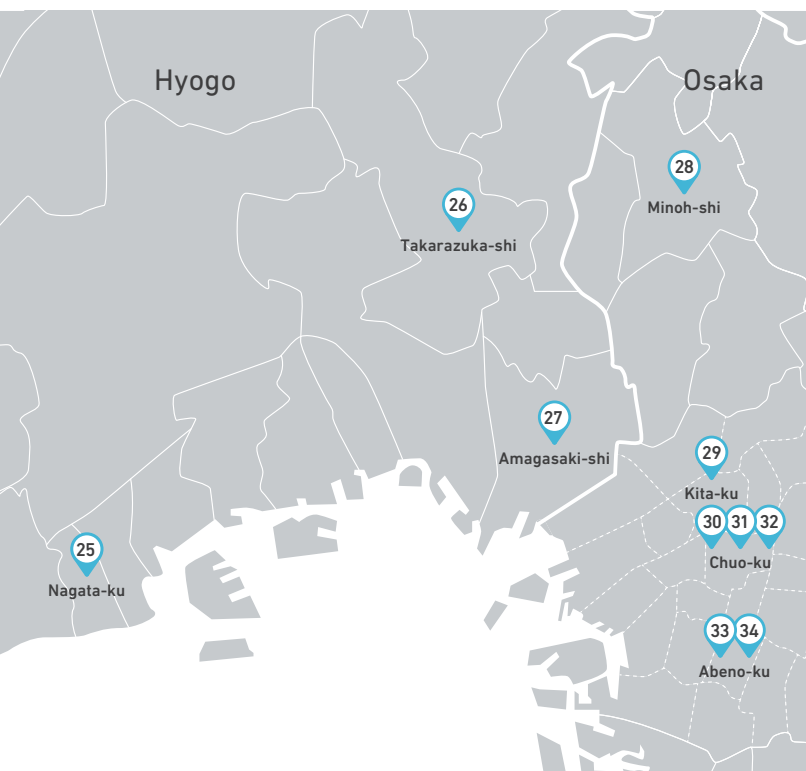 Hyogo
Osaka
28
Minoh-shi
26
Takarazuka-shi
27
Amagasaki-shi
29
Kita-ku
30 31 32
Chuo-ku
25
Nagata-ku
33 34
Abeno-ku